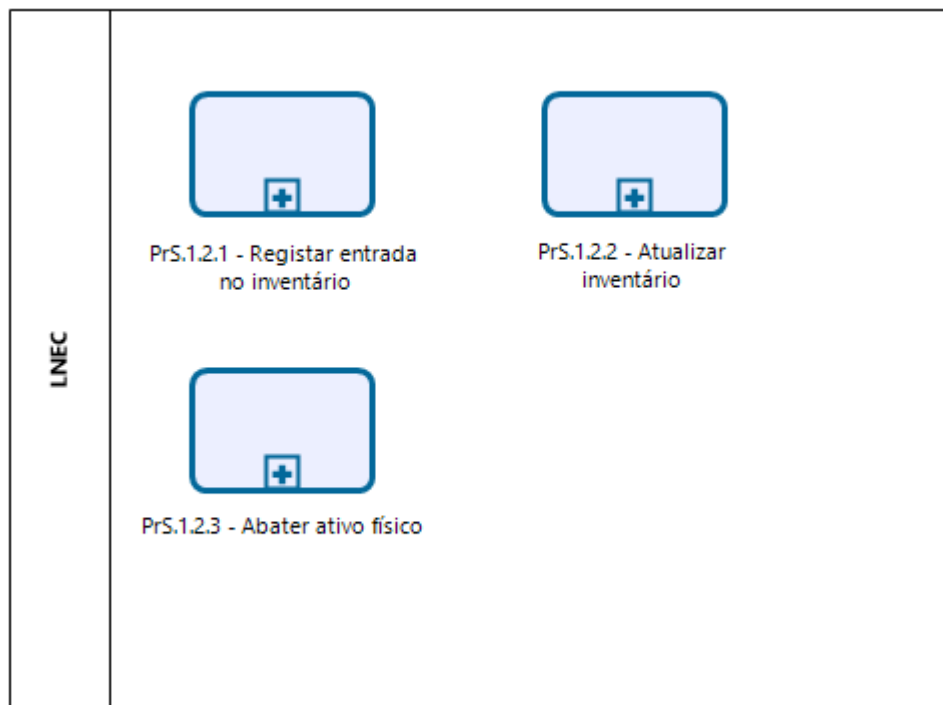 LNEC
PrS.1.2.1 - Registar entrada
no inventário
PrS.1.2.2 - Atualizar
inventário
PrS.1.2.3 - Abater ativo físico